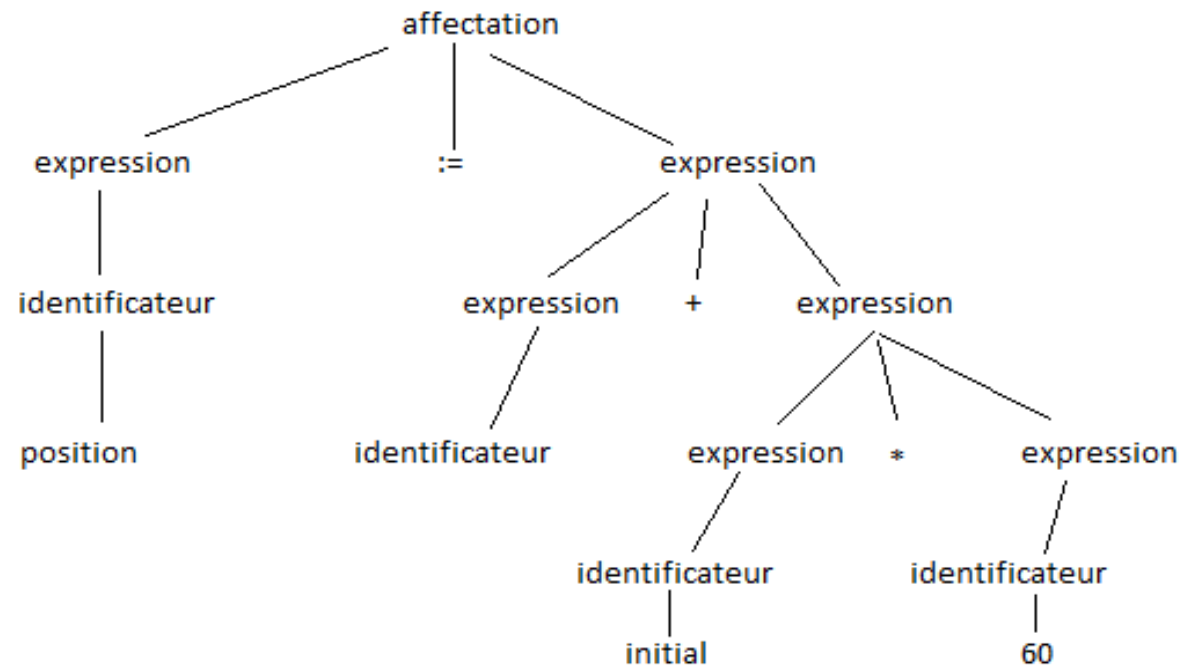 affectation
expression := expression
identificateur expression + expression
position identificateur expression * expression
identificateur identificateur
initial 60